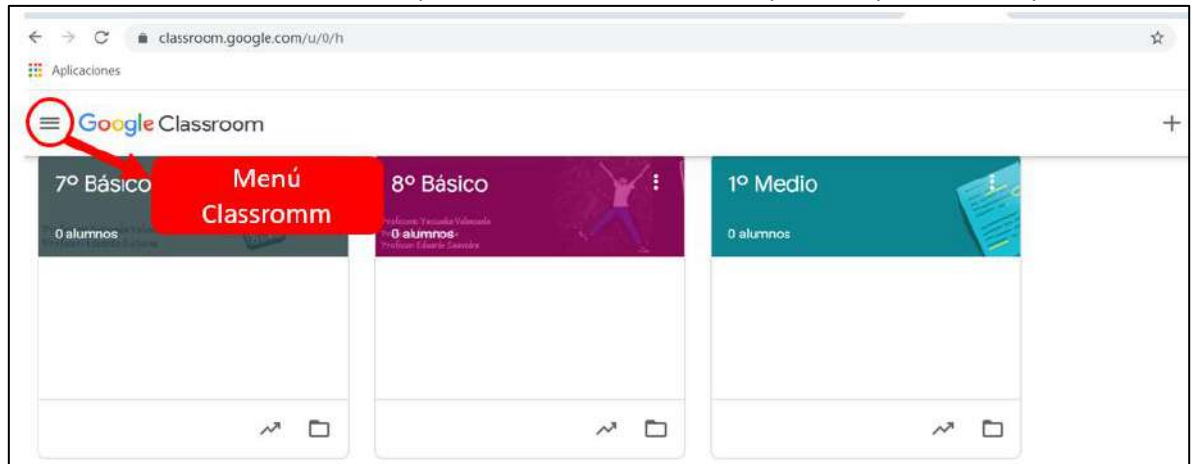 classroom.google.com/u/0/h
Aplicaciones
Google Classroom
7º Básico
0 alumnos
Menú
Classromm
8º Básico
0 alumnos
1º Medio
0 alumnos